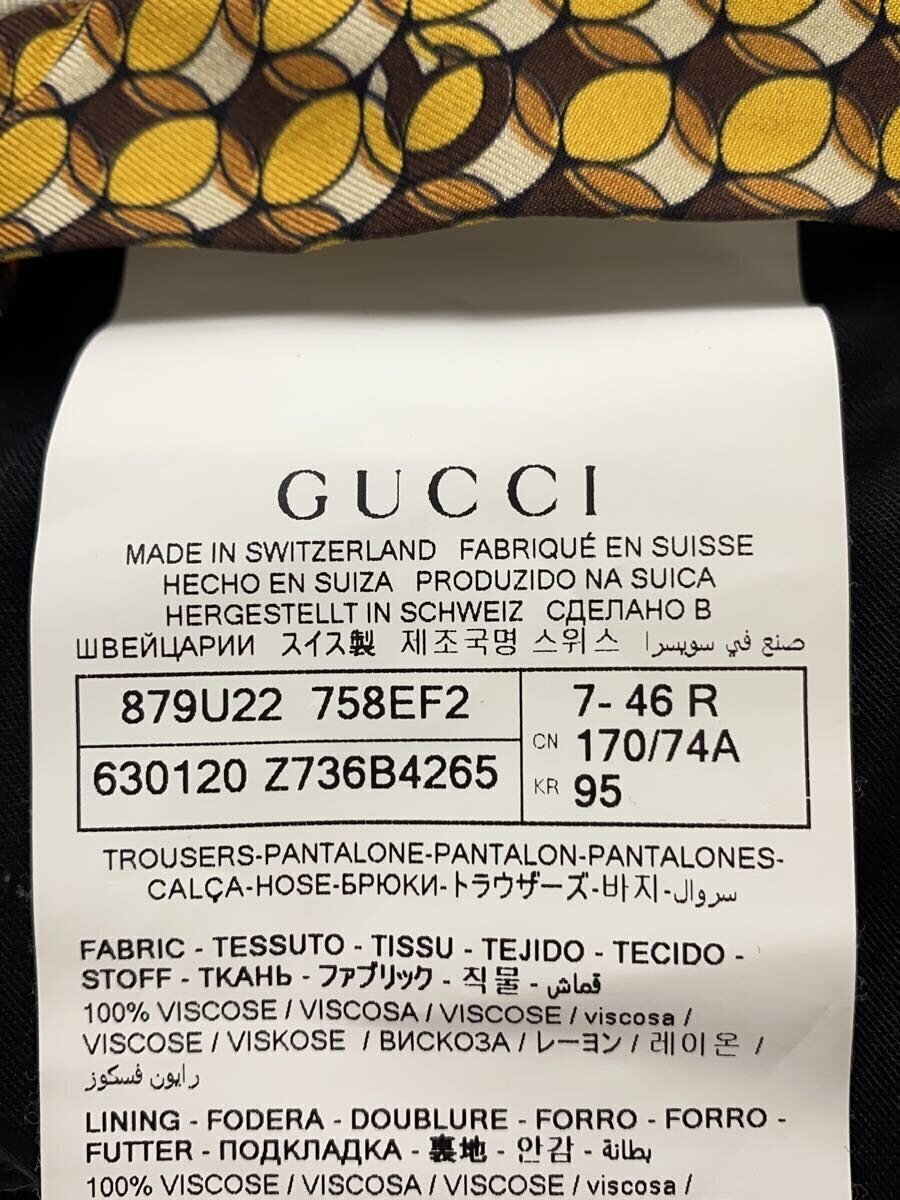 GUCCI
MADE IN SWITZERLAND FABRIQUÉ EN SUISSE
HECHO EN SUIZA PRODUZIDO NA SUICA
HERGESTELLT IN SCHWEIZ СДЕЛАНО В
ШВЕЙЦАРИИ スイス製 제조국명 스위스 صنع في سويسرا
879U22 758EF2
630120 Z736B4265
7- 46 R
CN 170/74A
KR 95
TROUSERS-PANTALONE-PANTALON-PANTALONES-
CALÇA-HOSE-БРЮКИ-トラウザーズ-바지-سروال
FABRIC - TESSUTO - TISSU - TEJIDO - TECIDO -
STOFF - ТКАНЬ - ファブリック - 직물 - قماش
100% VISCOSE / VISCOSA / VISCOSE / viscosa /
VISCOSE / VISKOSE / ВИСКОЗА / レーヨン / 레이온 /
رايون فسكوز
LINING - FODERA - DOUBLURE - FORRO - FORRO -
FUTTER - ПОДКЛАДКА - 裏地 - 안감 - بطانة
100% VISCOSE / VISCOSA / VISCOSE / viscosa /